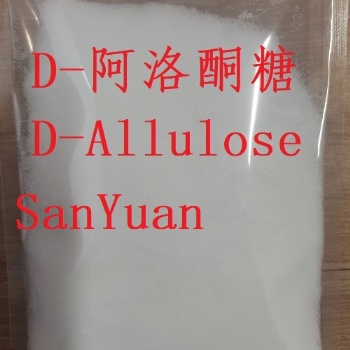 D-阿洛酮糖
D-Allulose
SanYuan